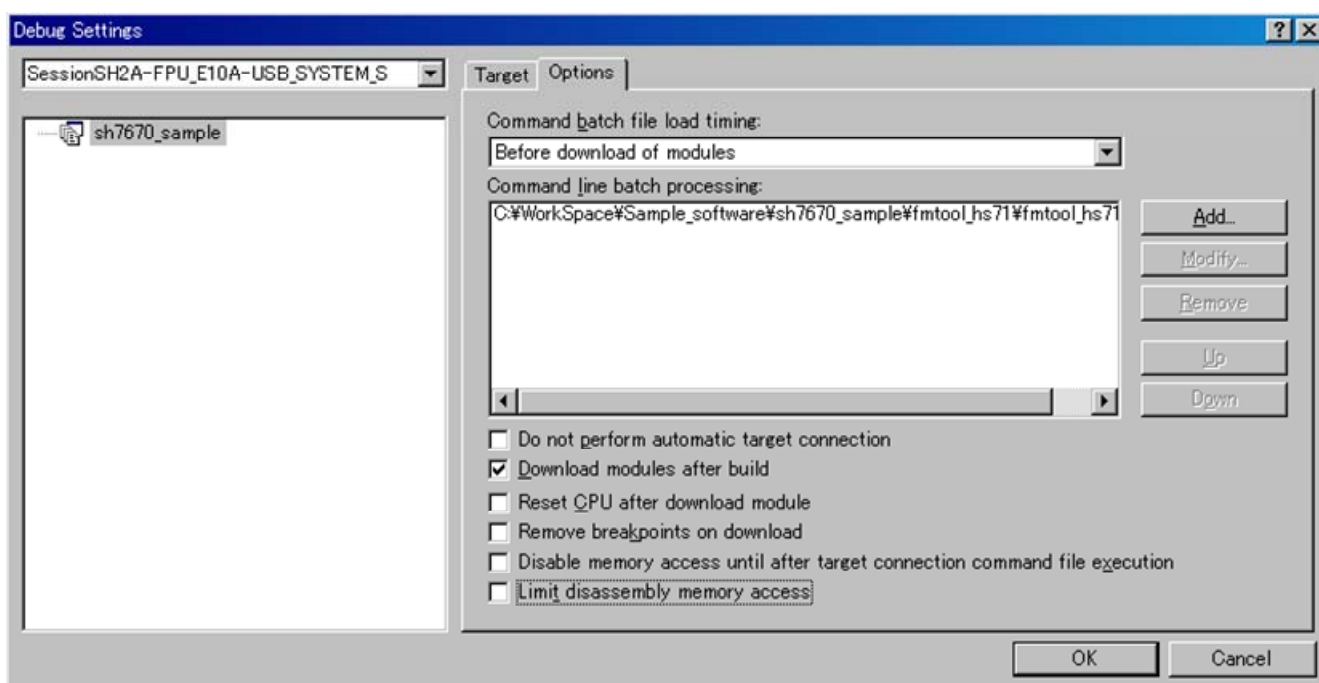 Debug Settings
SessionSH2A-FPU_E10A-USB_SYSTEM_S
sh7670_sample
Target
Options
Command batch file load timing:
Before download of modules
Command line batch processing:
C:¥WorkSpace¥Sample_software¥sh7670_sample¥fmtool_hs71¥fmtool_hs71
Add...
Modify...
Remove
Up
Down
Do not perform automatic target connection
Download modules after build
Reset CPU after download module
Remove breakpoints on download
Disable memory access until after target connection command file execution
Limit disassembly memory access
OK
Cancel